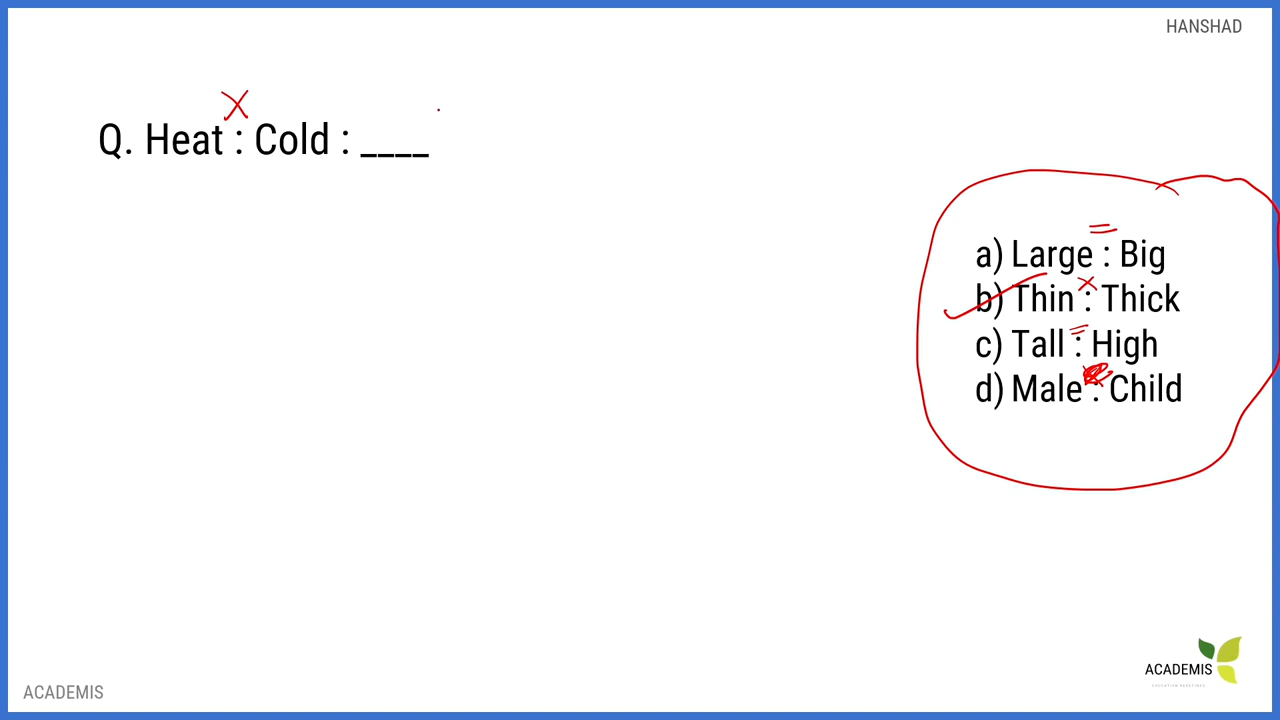 HANSHAD
Q. Heat : Cold : ____
a) Large : Big
b) Thin : Thick
c) Tall : High
d) Male : Child
ACADEMIS
ACADEMIS